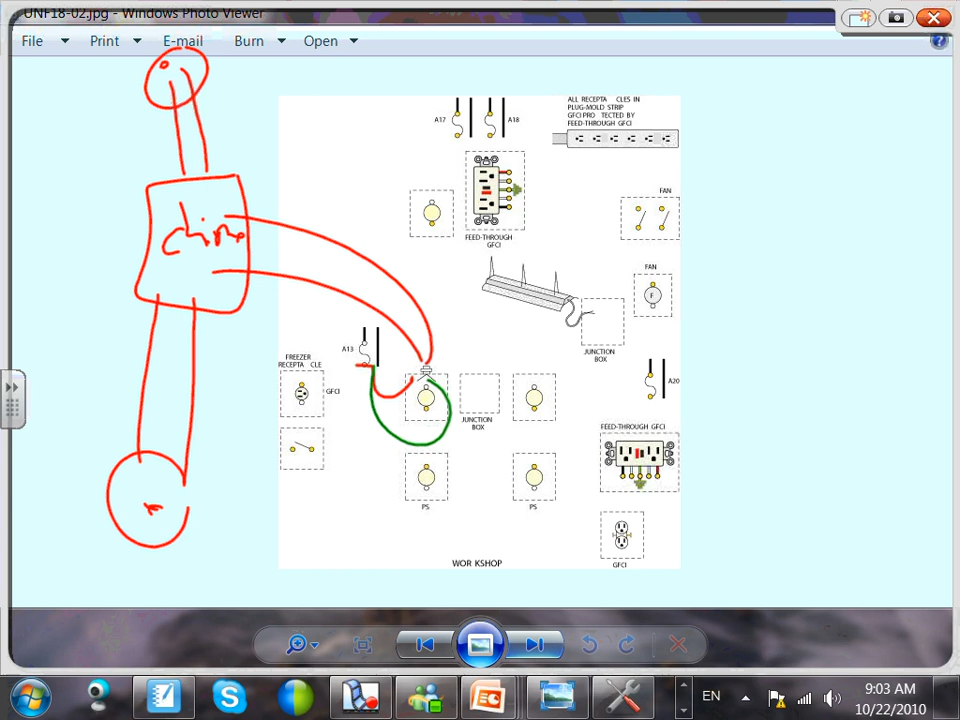 UNF18-02.jpg - Windows Photo Viewer
File Print E-mail Burn Open
ALL RECEPTA CLES IN
PLUG-MOLD STRIP
GFCI PRO TECTED BY
FEED-THROUGH GFCI
A17
A18
FAN
FEED-THROUGH
GFCI
FAN
F
JUNCTION
BOX
chime
A13
FREEZER
RECEPTA CLE
GFCI
JUNCTION
BOX
A20
FEED-THROUGH GFCI
PS
PS
GFCI
WOR KSHOP
EN
9:03 AM
10/22/2010